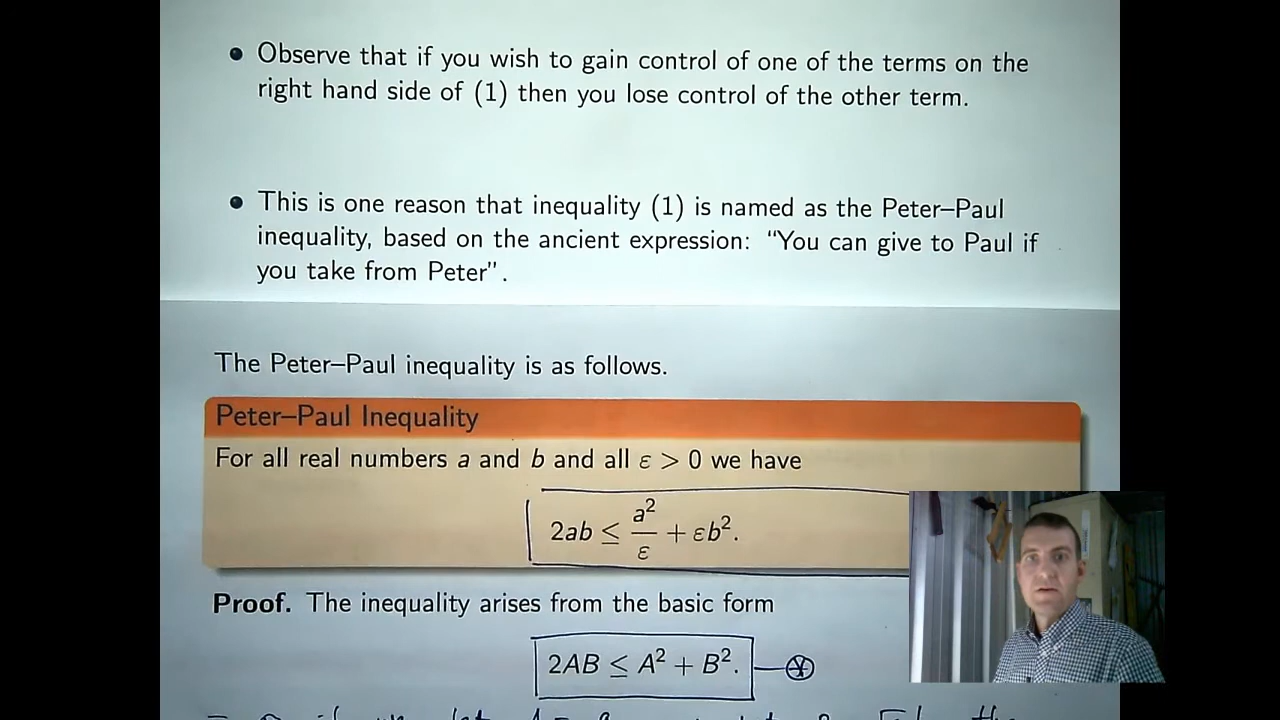 • Observe that if you wish to gain control of one of the terms on the
right hand side of (1) then you lose control of the other term.
• This is one reason that inequality (1) is named as the Peter–Paul
inequality, based on the ancient expression: “You can give to Paul if
you take from Peter”.
The Peter–Paul inequality is as follows.
Peter–Paul Inequality
For all real numbers a and b and all ε > 0 we have
2ab ≤ a²/ε + εb².
Proof. The inequality arises from the basic form
2AB ≤ A² + B².